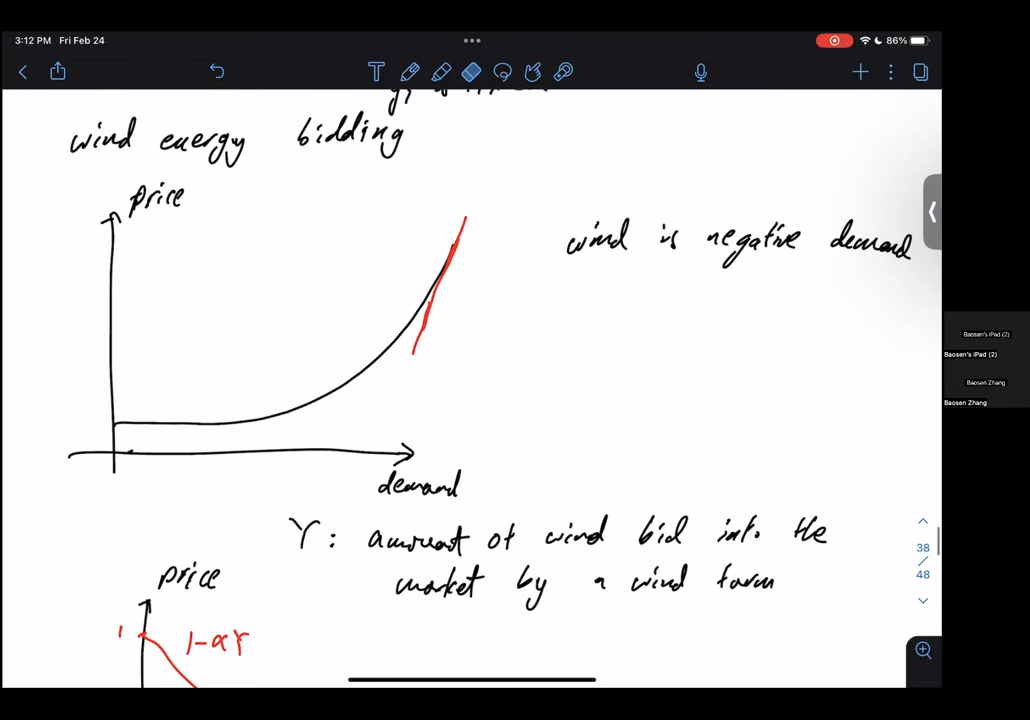 3:12 PM Fri Feb 24
86%
wind energy bidding
price
wind is negative demand
Baosen's iPad (2)
Baosen's iPad (2)
Baosen Zhang
Baosen Zhang
demand
Y: amount of wind bid into the
market by a wind farm
38
/
48
price
1
1-αY